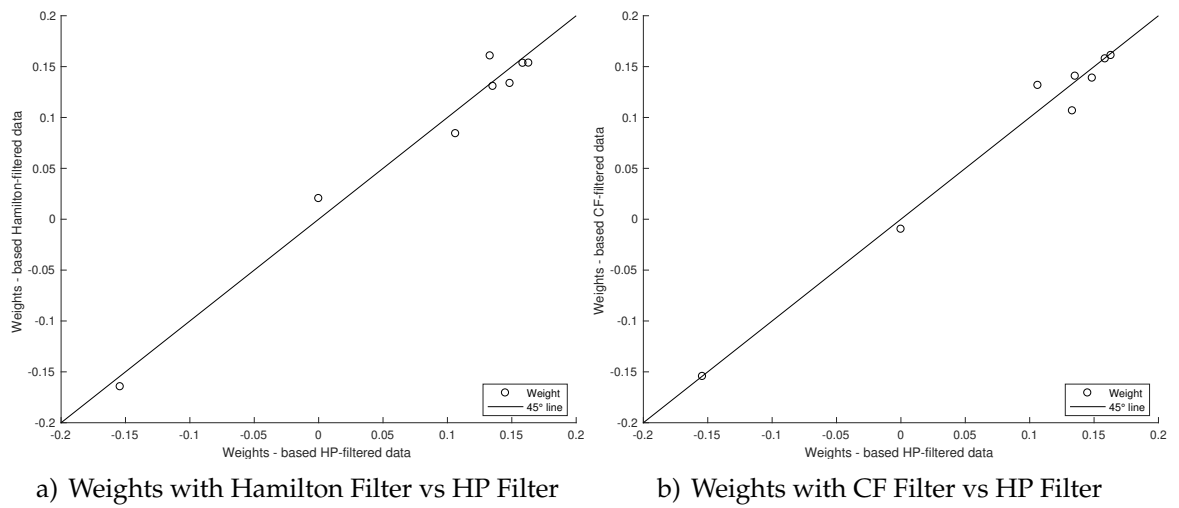 0.2
0.15
0.1
0.05
0
-0.05
-0.1
-0.15
-0.2
Weights - based Hamilton-filtered data
-0.2 -0.15 -0.1 -0.05 0 0.05 0.1 0.15 0.2
Weights - based HP-filtered data
Weight
45° line
a) Weights with Hamilton Filter vs HP Filter
0.2
0.15
0.1
0.05
0
-0.05
-0.1
-0.15
-0.2
Weights - based CF-filtered data
-0.2 -0.15 -0.1 -0.05 0 0.05 0.1 0.15 0.2
Weights - based HP-filtered data
Weight
45° line
b) Weights with CF Filter vs HP Filter